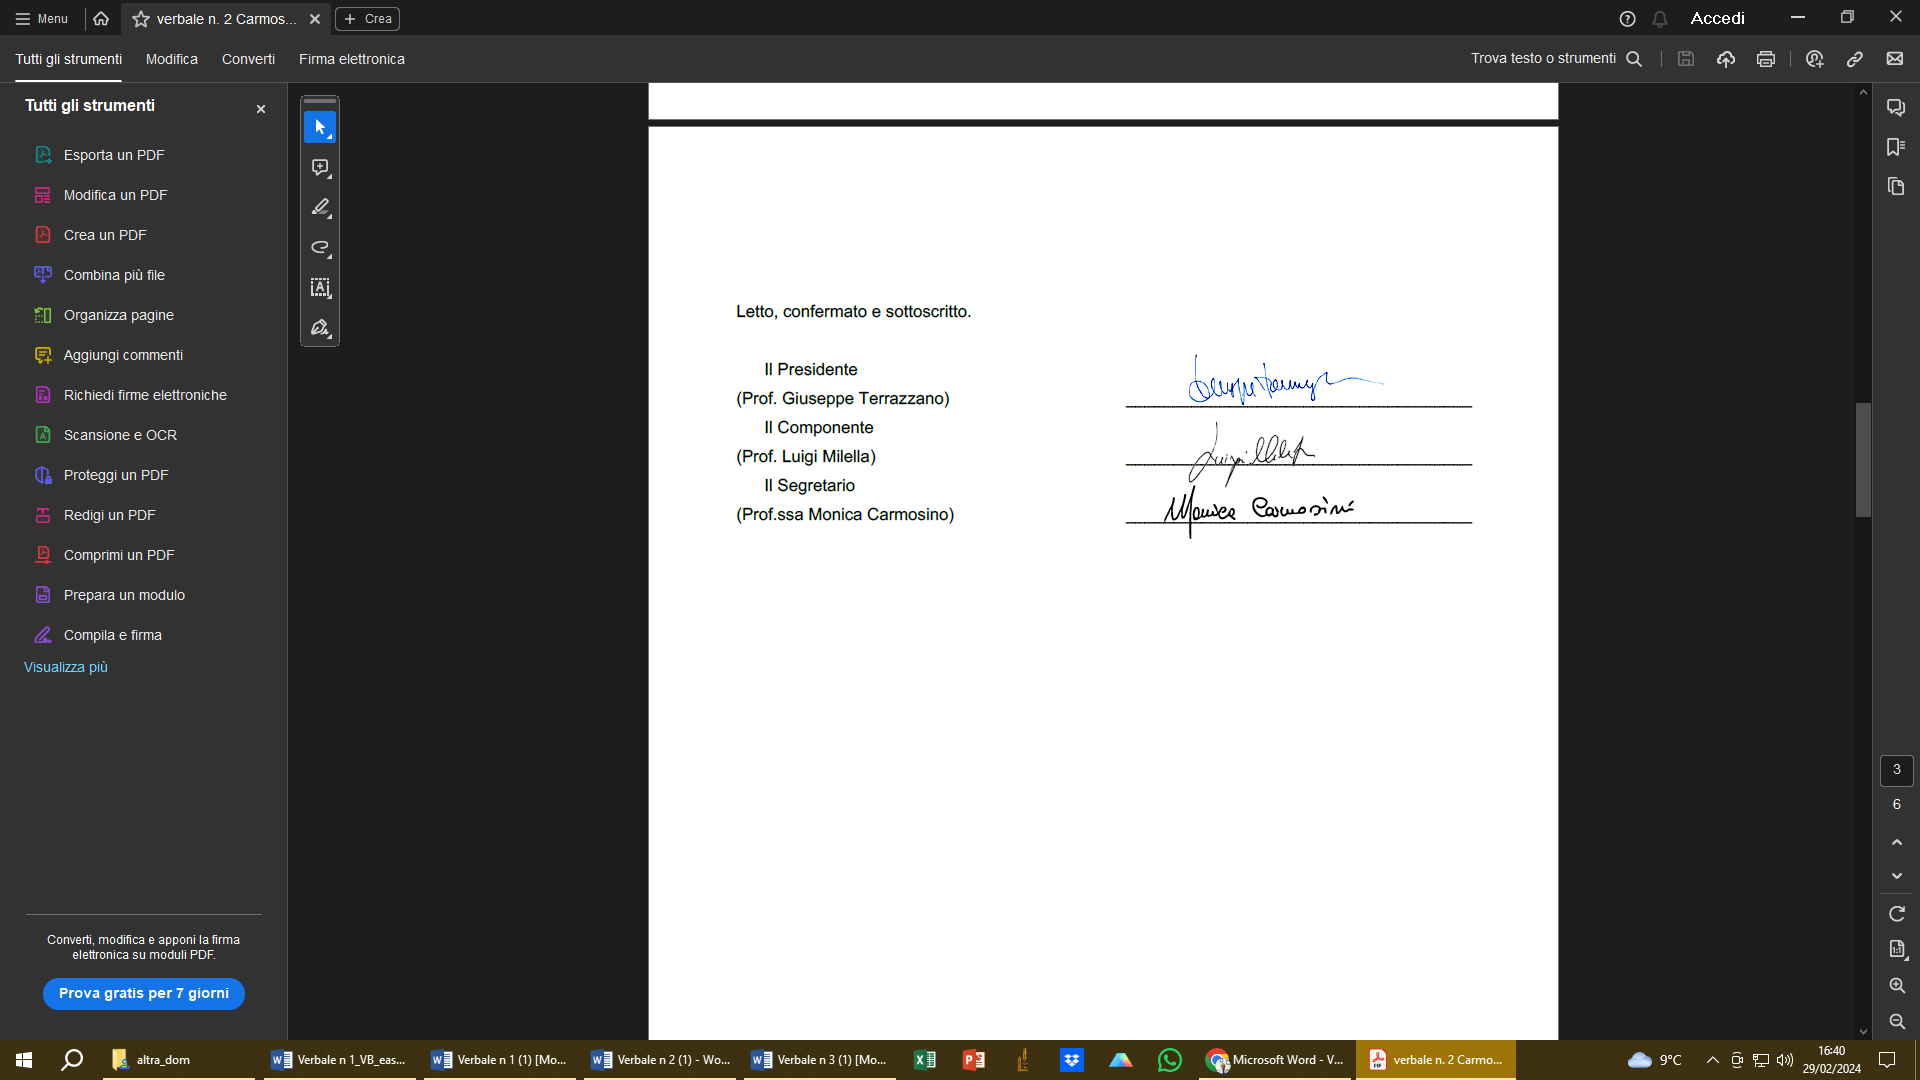 Menu
verbale n. 2 Carmos...
Crea
Accedi
Tutti gli strumenti
Modifica
Converti
Firma elettronica
Trova testo o strumenti
Tutti gli strumenti
Esporta un PDF
Modifica un PDF
Crea un PDF
Combina più file
Organizza pagine
Aggiungi commenti
Richiedi firme elettroniche
Scansione e OCR
Proteggi un PDF
Redigi un PDF
Comprimi un PDF
Prepara un modulo
Compila e firma
Visualizza più
Converti, modifica e apponi la firma
elettronica su moduli PDF.
Prova gratis per 7 giorni
Letto, confermato e sottoscritto.
Il Presidente
(Prof. Giuseppe Terrazzano)
Il Componente
(Prof. Luigi Milella)
Luigi Milella
Il Segretario
(Prof.ssa Monica Carmosino)
Monica Carmosino
3
6
altra_dom
Verbale n 1_VB_eas...
Verbale n 1 (1) [Mo...
Verbale n 2 (1) - Wo...
Verbale n 3 (1) [Mo...
Microsoft Word - V...
verbale n. 2 Carmo...
9°C
16:40
29/02/2024